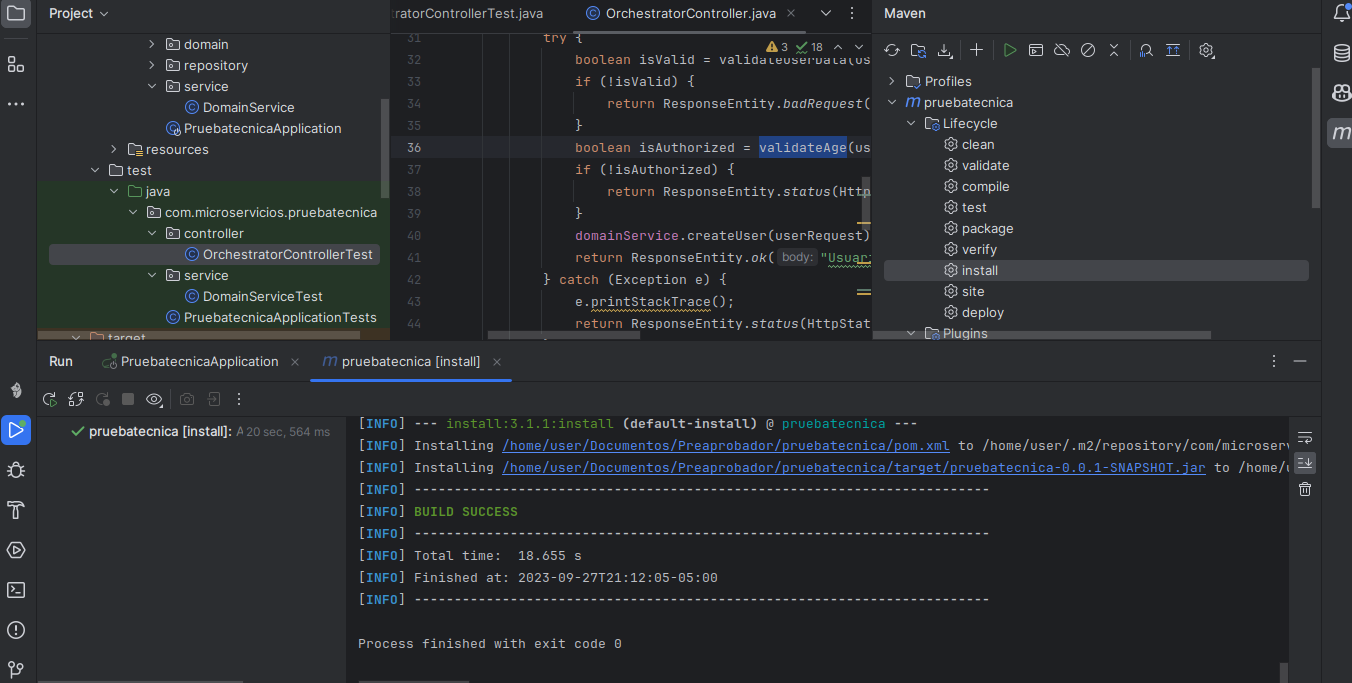 Project
domain
repository
service
DomainService
PruebatecnicaApplication
resources
test
java
com.microservicios.pruebatecnica
controller
OrchestratorControllerTest
service
DomainServiceTest
PruebatecnicaApplicationTests
target
ratorControllerTest.java
OrchestratorController.java
3 18
31 try {
32 boolean isValid = validateUserData(us
33 if (!isValid) {
34 return ResponseEntity.badRequest(
35 }
36 boolean isAuthorized = validateAge(us
37 if (!isAuthorized) {
38 return ResponseEntity.status(Http
39 }
40 domainService.createUser(userRequest)
41 return ResponseEntity.ok( body: "Usuar
42 } catch (Exception e) {
43 e.printStackTrace();
44 return ResponseEntity.status(HttpStat
Maven
Profiles
m pruebatecnica
Lifecycle
clean
validate
compile
test
package
verify
install
site
deploy
Plugins
m
Run
PruebatecnicaApplication
m pruebatecnica [install]
pruebatecnica [install]: A 20 sec, 564 ms
[INFO] --- install:3.1.1:install (default-install) @ pruebatecnica ---
[INFO] Installing /home/user/Documentos/Preaprobador/pruebatecnica/pom.xml to /home/user/.m2/repository/com/microser
[INFO] Installing /home/user/Documentos/Preaprobador/pruebatecnica/target/pruebatecnica-0.0.1-SNAPSHOT.jar to /home/u
[INFO] ------------------------------------------------------------------------
[INFO] BUILD SUCCESS
[INFO] ------------------------------------------------------------------------
[INFO] Total time:  18.655 s
[INFO] Finished at: 2023-09-27T21:12:05-05:00
[INFO] ------------------------------------------------------------------------
Process finished with exit code 0